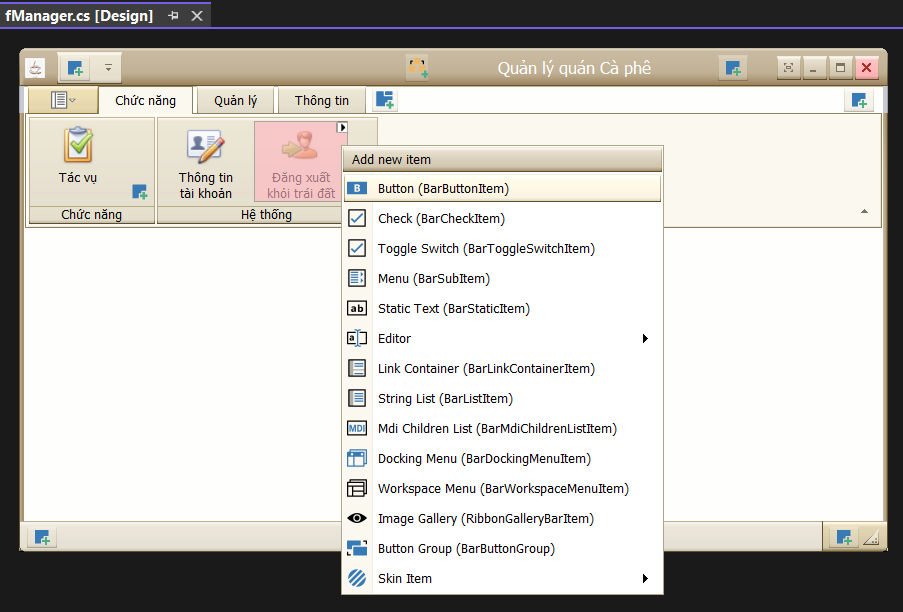 fManager.cs [Design]
Quản lý quán Cà phê
Chức năng
Quản lý
Thông tin
Tác vụ
Thông tin
tài khoản
Đăng xuất
khỏi trái đất
Chức năng
Hệ thống
Add new item
B Button (BarButtonItem)
Check (BarCheckItem)
Toggle Switch (BarToggleSwitchItem)
Menu (BarSubItem)
ab Static Text (BarStaticItem)
a Editor
Link Container (BarLinkContainerItem)
String List (BarListItem)
MDI Mdi Children List (BarMdiChildrenListItem)
Docking Menu (BarDockingMenuItem)
Workspace Menu (BarWorkspaceMenuItem)
Image Gallery (RibbonGalleryBarItem)
Button Group (BarButtonGroup)
Skin Item